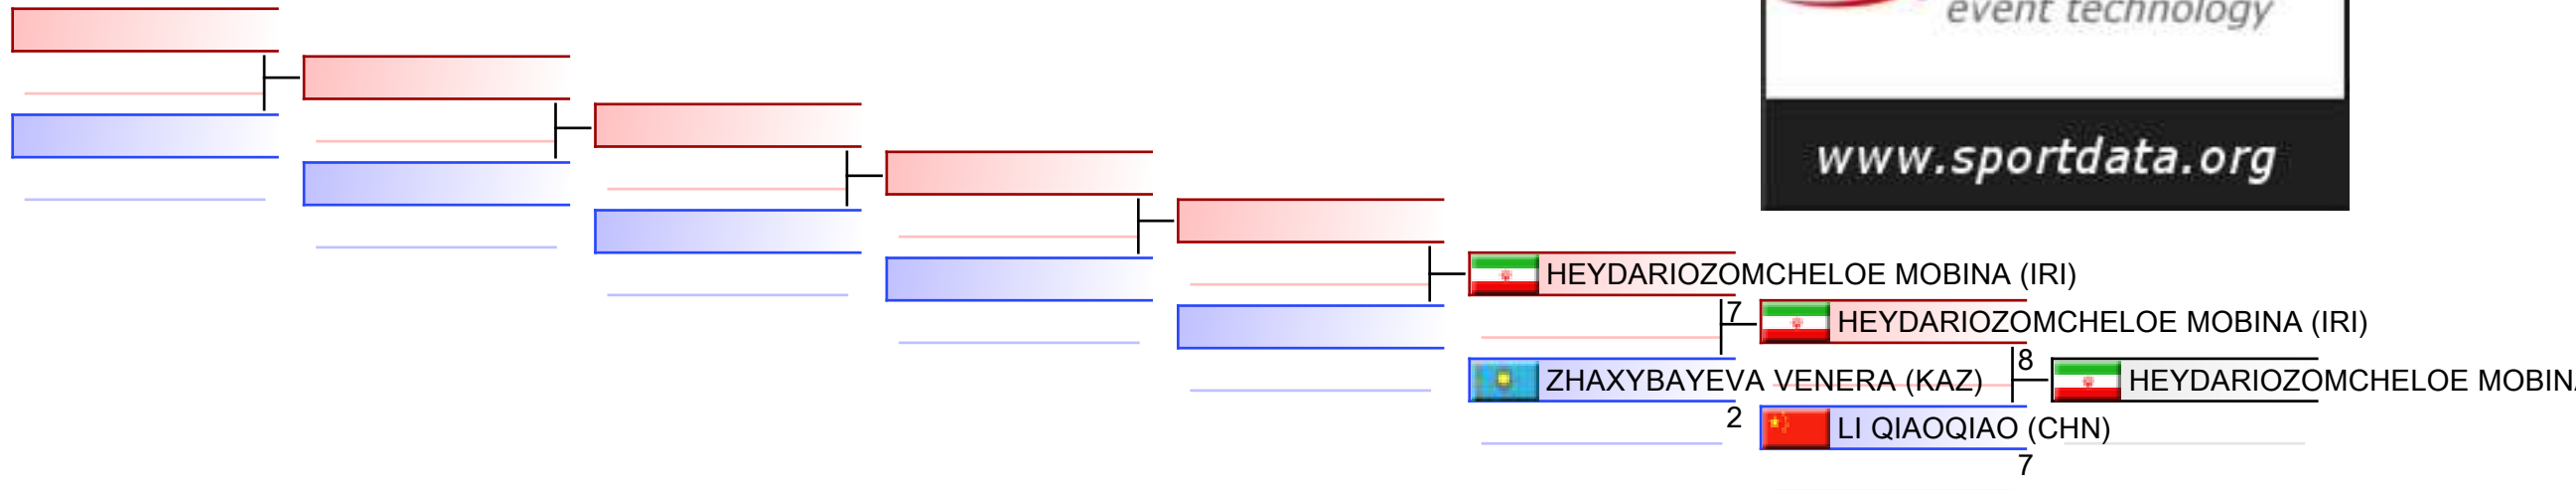 event technology
www.sportdata.org
HEYDARIOZOMCHELOE MOBINA (IRI)
7
HEYDARIOZOMCHELOE MOBINA (IRI)
8
ZHAXYBAYEVA VENERA (KAZ)
HEYDARIOZOMCHELOE MOBINA
2
LI QIAOQIAO (CHN)
7